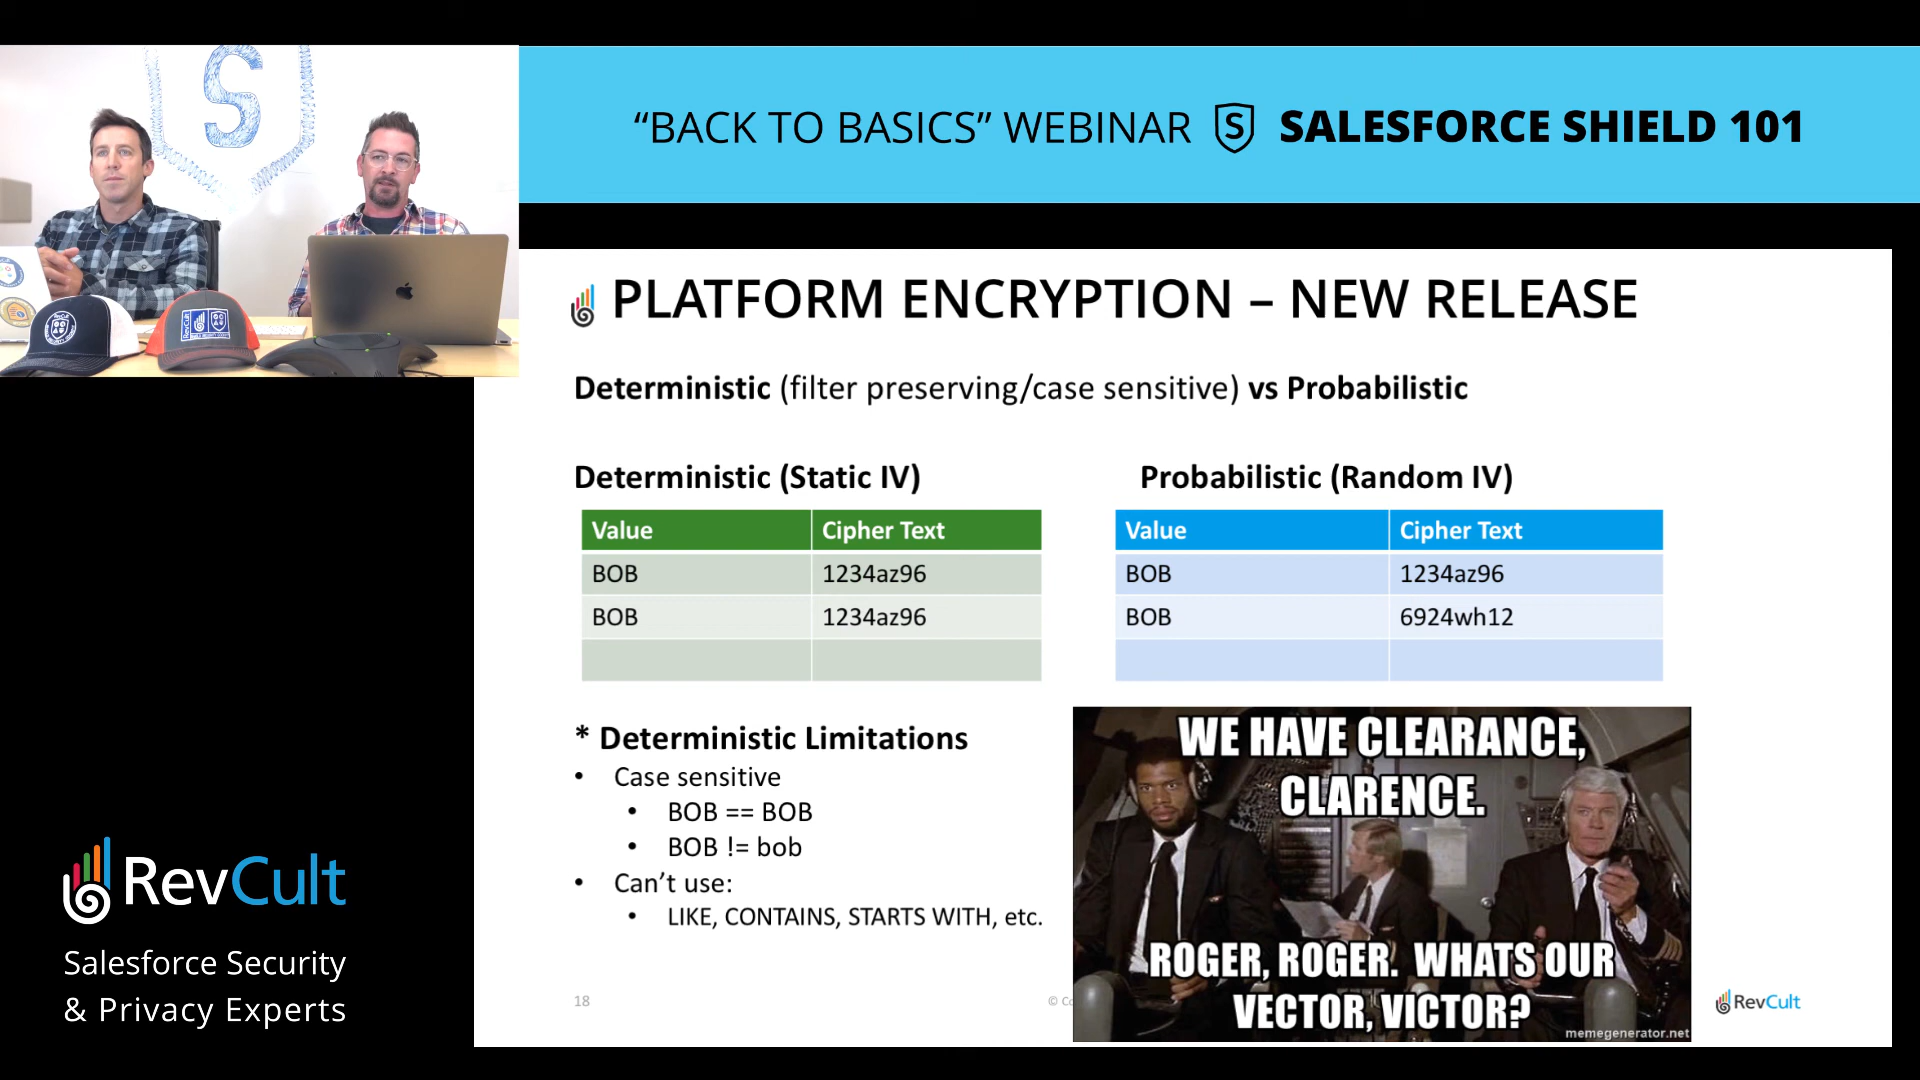 “BACK TO BASICS” WEBINAR S SALESFORCE SHIELD 101
S
PLATFORM ENCRYPTION – NEW RELEASE
Deterministic (filter preserving/case sensitive) vs Probabilistic
Deterministic (Static IV)
Value Cipher Text
BOB 1234az96
BOB 1234az96
Probabilistic (Random IV)
Value Cipher Text
BOB 1234az96
BOB 6924wh12
* Deterministic Limitations
• Case sensitive
• BOB == BOB
• BOB != bob
• Can’t use:
• LIKE, CONTAINS, STARTS WITH, etc.
WE HAVE CLEARANCE,
CLARENCE.
ROGER, ROGER. WHATS OUR
VECTOR, VICTOR?
memegenerator.net
18
© Co
RevCult
RevCult
Salesforce Security
& Privacy Experts